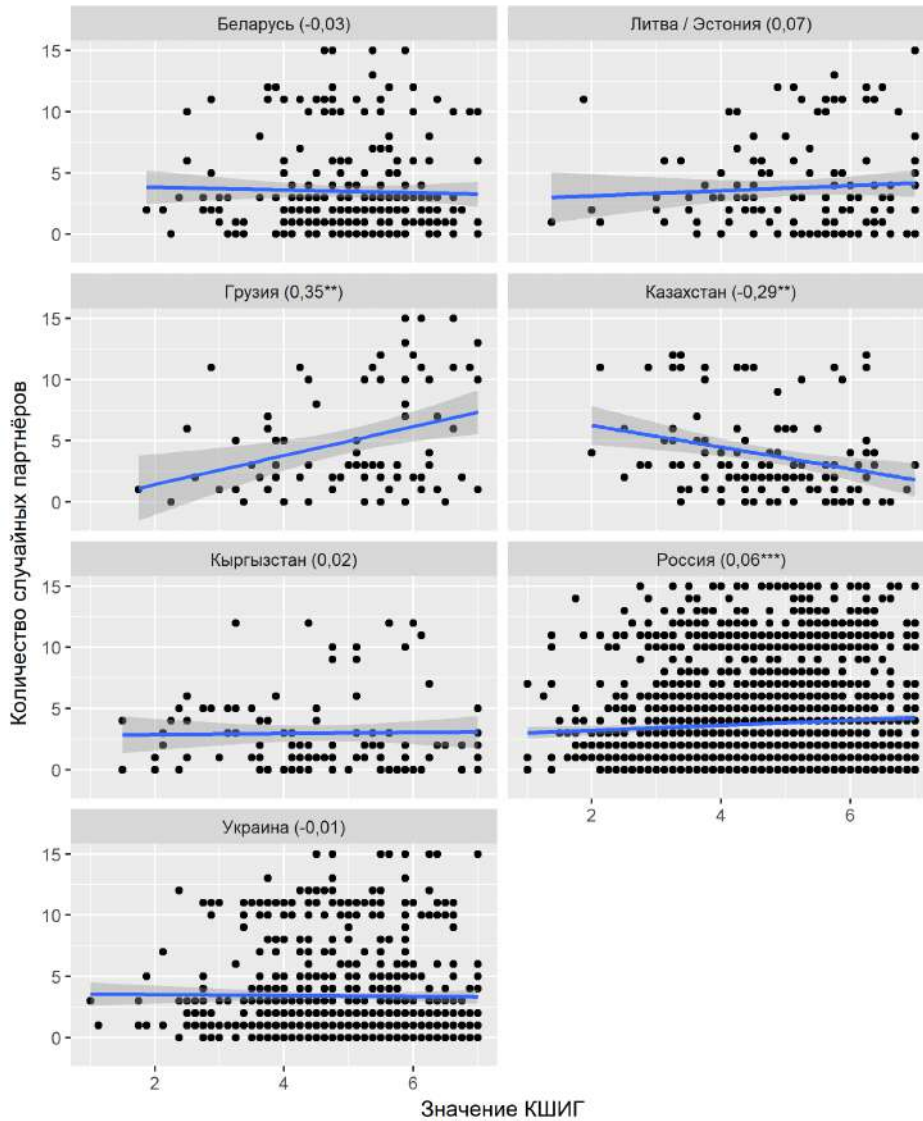 Беларусь (-0,03)
Литва / Эстония (0,07)
15
10
5
0
Грузия (0,35**)
Казахстан (-0,29**)
15
10
5
0
Количество случайных партнёров
Кыргызстан (0,02)
Россия (0,06***)
15
10
5
0
2 4 6
Украина (-0,01)
15
10
5
0
2 4 6
Значение КШИГ